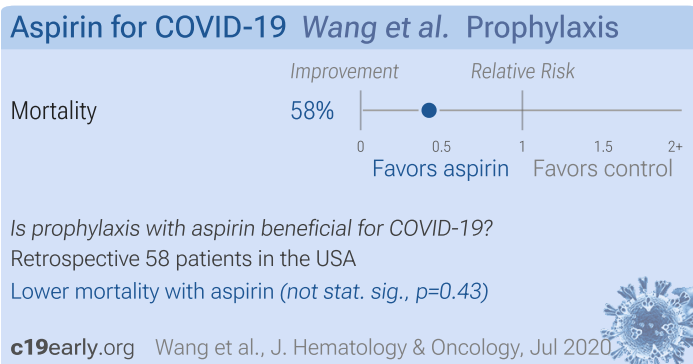 Aspirin for COVID-19 Wang et al. Prophylaxis
Improvement Relative Risk
Mortality 58%
0 0.5 1 1.5 2+
Favors aspirin Favors control
Is prophylaxis with aspirin beneficial for COVID-19?
Retrospective 58 patients in the USA
Lower mortality with aspirin (not stat. sig., p=0.43)
c19early.org Wang et al., J. Hematology & Oncology, Jul 2020